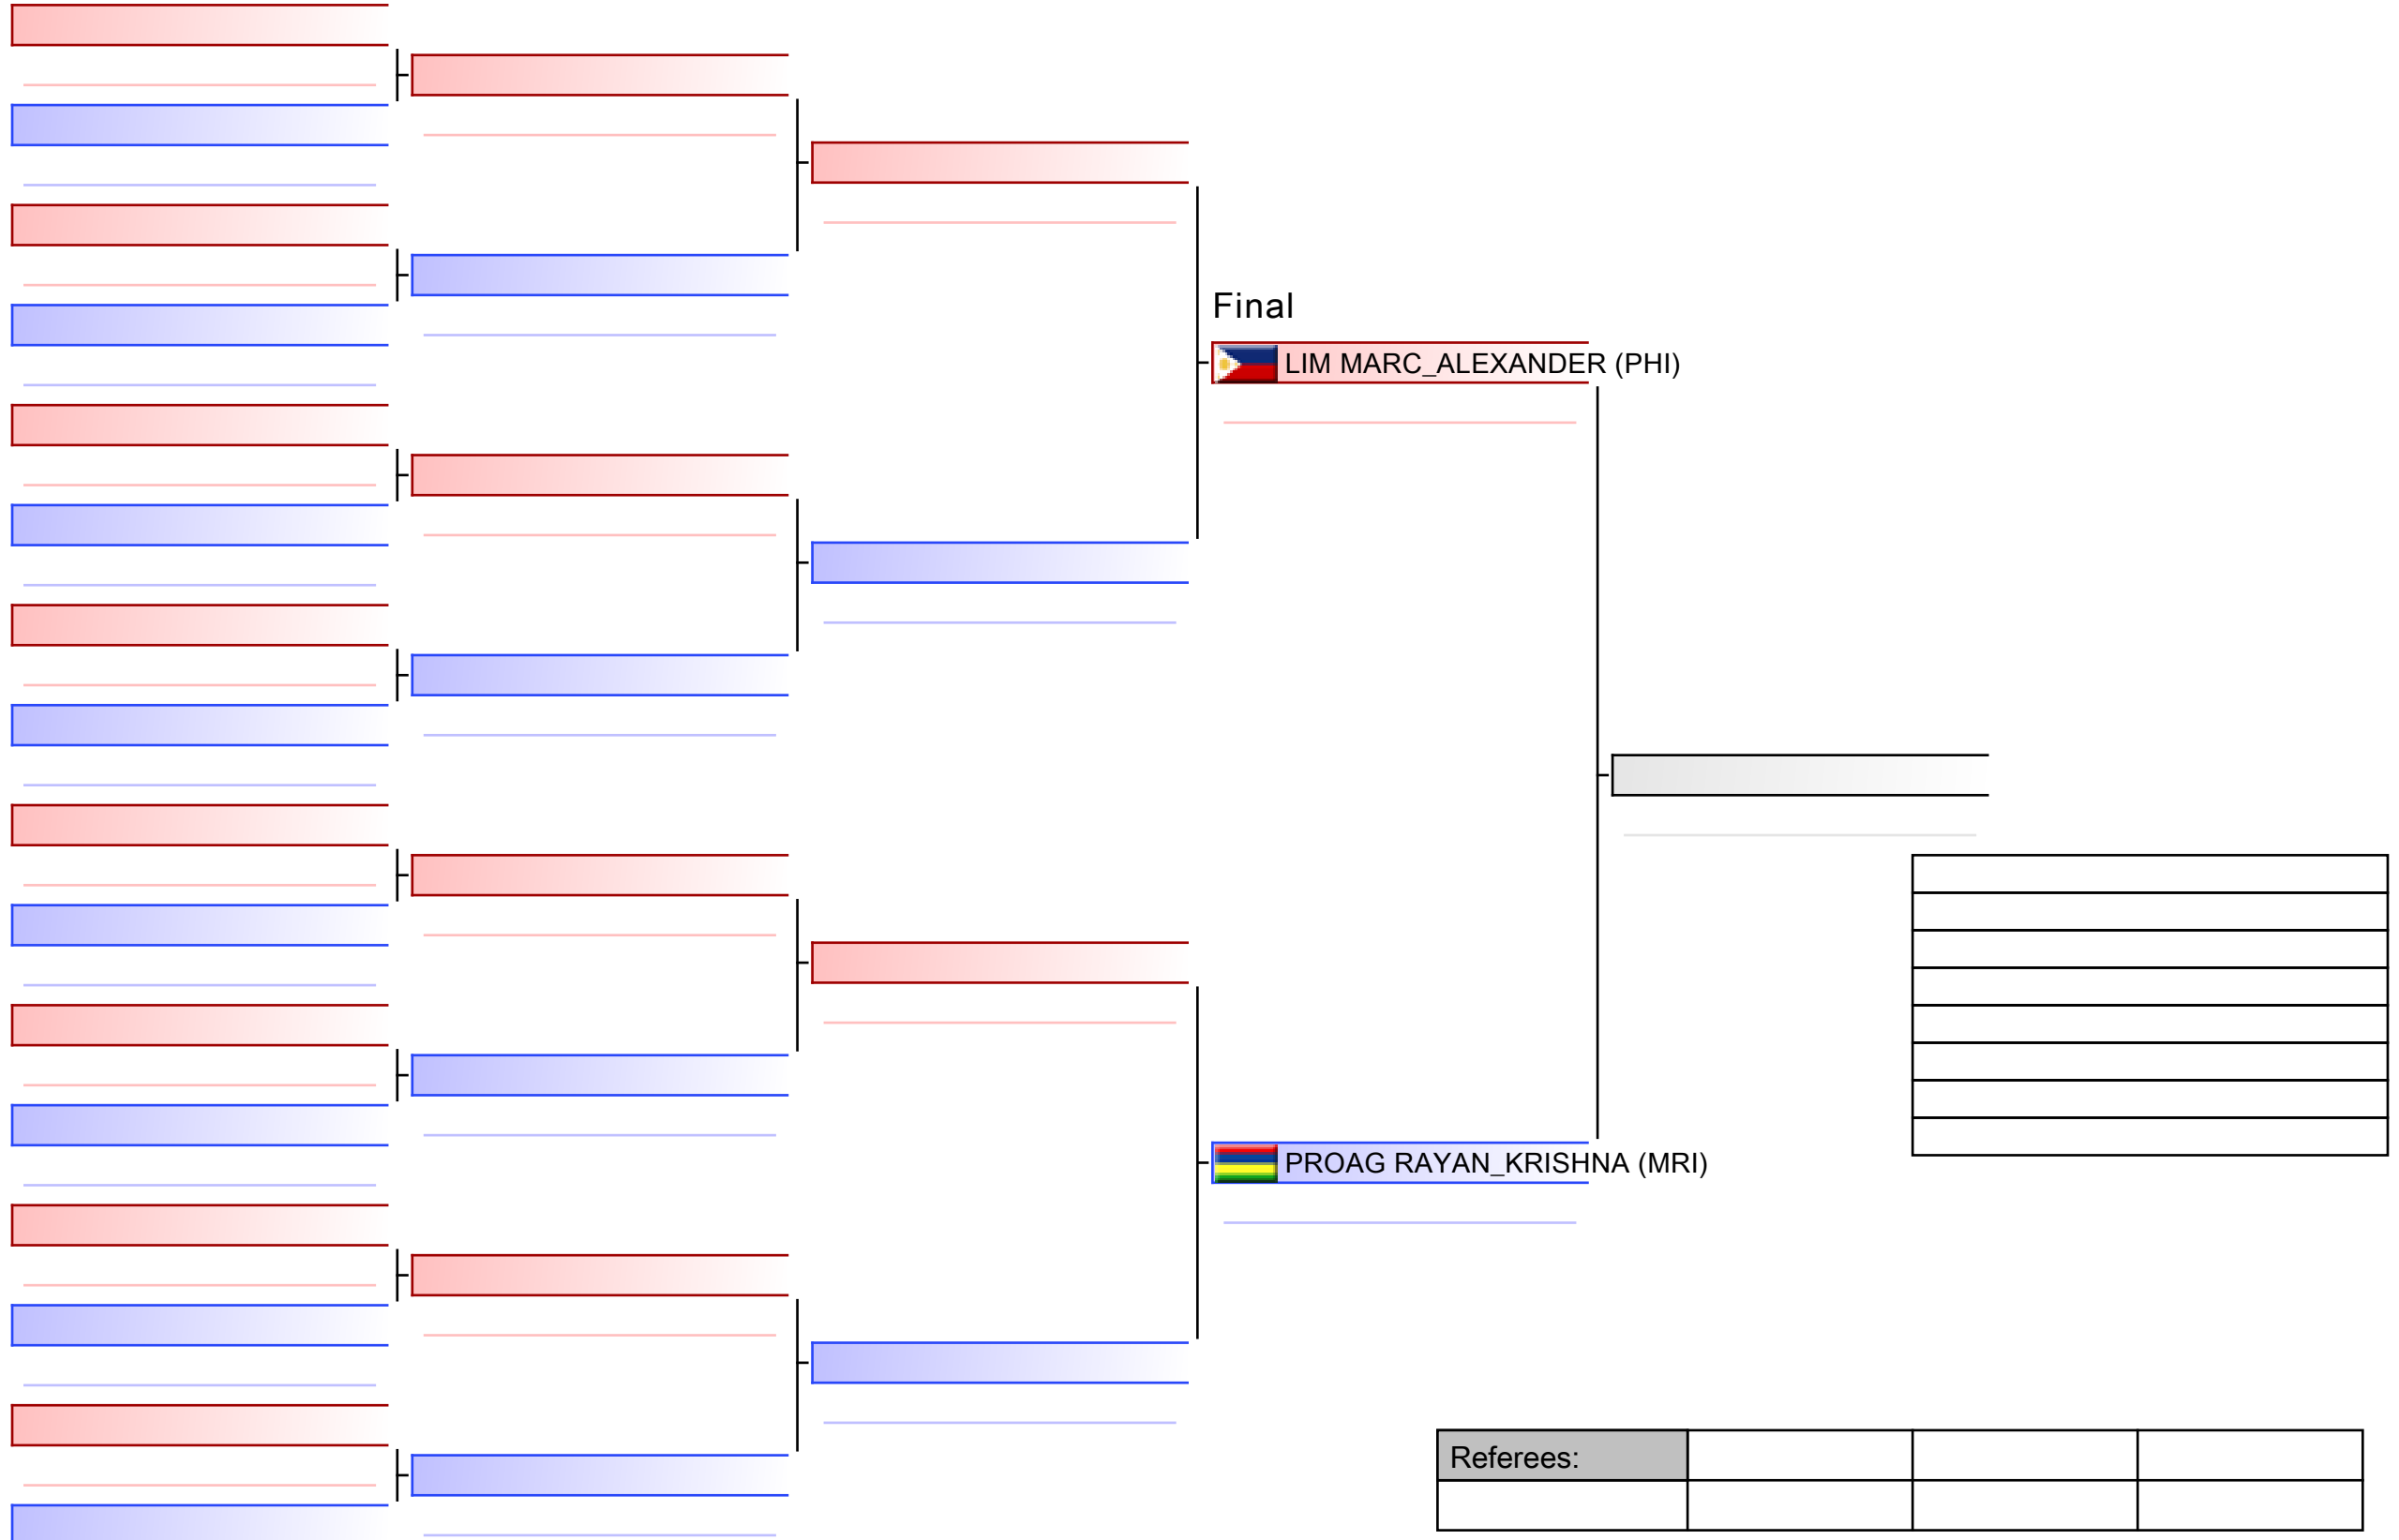 Final
LIM MARC_ALEXANDER (PHI)
PROAG RAYAN_KRISHNA (MRI)
Referees: